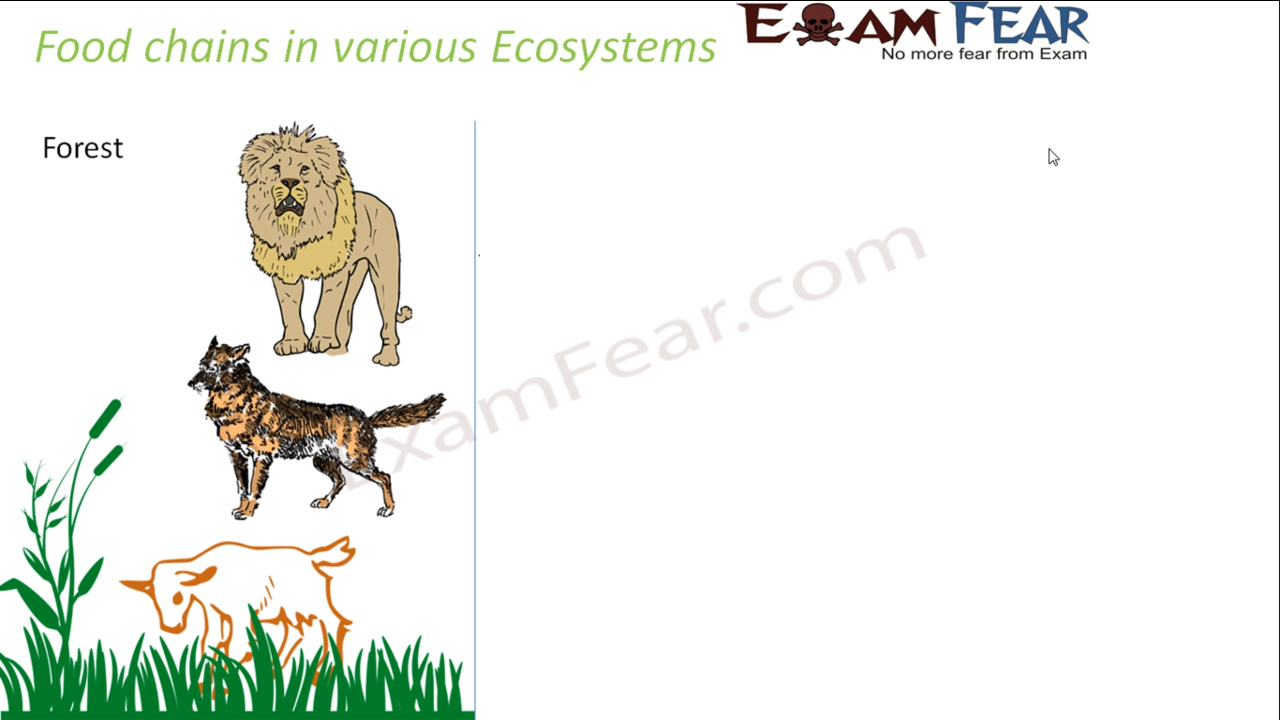 Food chains in various Ecosystems
EXAM FEAR
No more fear from Exam
Forest
ExamFear.com